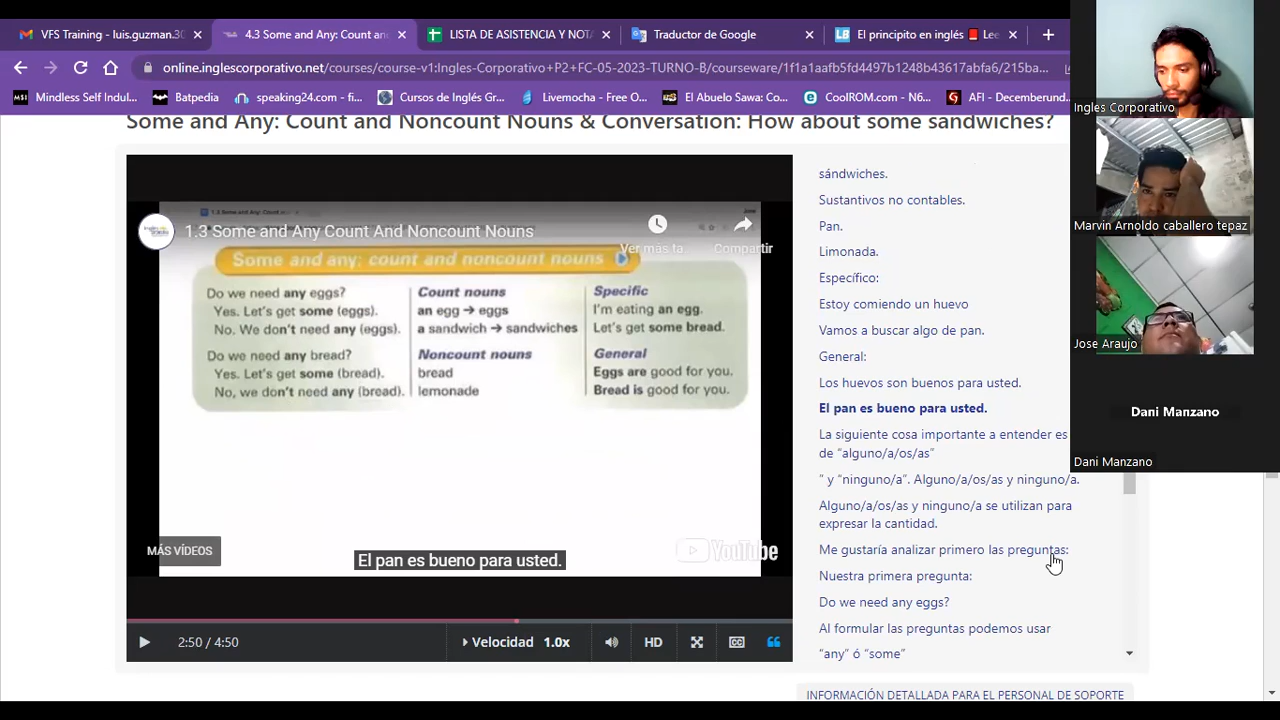 VFS Training - luis.guzman.30
4.3 Some and Any: Count an
LISTA DE ASISTENCIA Y NOTA
Traductor de Google
El principito en inglés 📕 Lee
online.inglescorporativo.net/courses/course-v1:Ingles-Corporativo+P2+FC-05-2023-TURNO-B/courseware/1f1a1aafb5fd4497b1248b43617abfa6/215ba...
Mindless Self Indul...
Batpedia
speaking24.com - fi...
Cursos de Inglés Gr...
Livemocha - Free O...
El Abuelo Sawa: Co...
CoolROM.com - N6...
AFI - Decemberund
Some and Any: Count and Noncount Nouns & Conversation: How about some sandwiches?
1.3 Some and Any Count And Noncount Nouns
Ver más ta...
Compartir
Some and any: count and noncount nouns
Do we need any eggs?
Yes. Let's get some (eggs).
No. We don't need any (eggs).
Do we need any bread?
Yes. Let's get some (bread).
No, we don't need any (bread).
Count nouns
an egg → eggs
a sandwich → sandwiches
Noncount nouns
bread
lemonade
Specific
I'm eating an egg.
Let's get some bread.
General
Eggs are good for you.
Bread is good for you.
MÁS VÍDEOS
YouTube
El pan es bueno para usted.
2:50 / 4:50
Velocidad 1.0x
HD
CC
sándwiches.
Sustantivos no contables.
Pan.
Limonada.
Específico:
Estoy comiendo un huevo
Vamos a buscar algo de pan.
General:
Los huevos son buenos para usted.
El pan es bueno para usted.
La siguiente cosa importante a entender es
de “alguno/a/os/as”
” y “ninguno/a”. Alguno/a/os/as y ninguno/a.
Alguno/a/os/as y ninguno/a se utilizan para
expresar la cantidad.
Me gustaría analizar primero las preguntas:
Nuestra primera pregunta:
Do we need any eggs?
Al formular las preguntas podemos usar
“any” ó “some”
INFORMACIÓN DETALLADA PARA EL PERSONAL DE SOPORTE
Ingles Corporativo
Marvin Arnoldo caballero tepaz
Jose Araujo
Dani Manzano
Dani Manzano